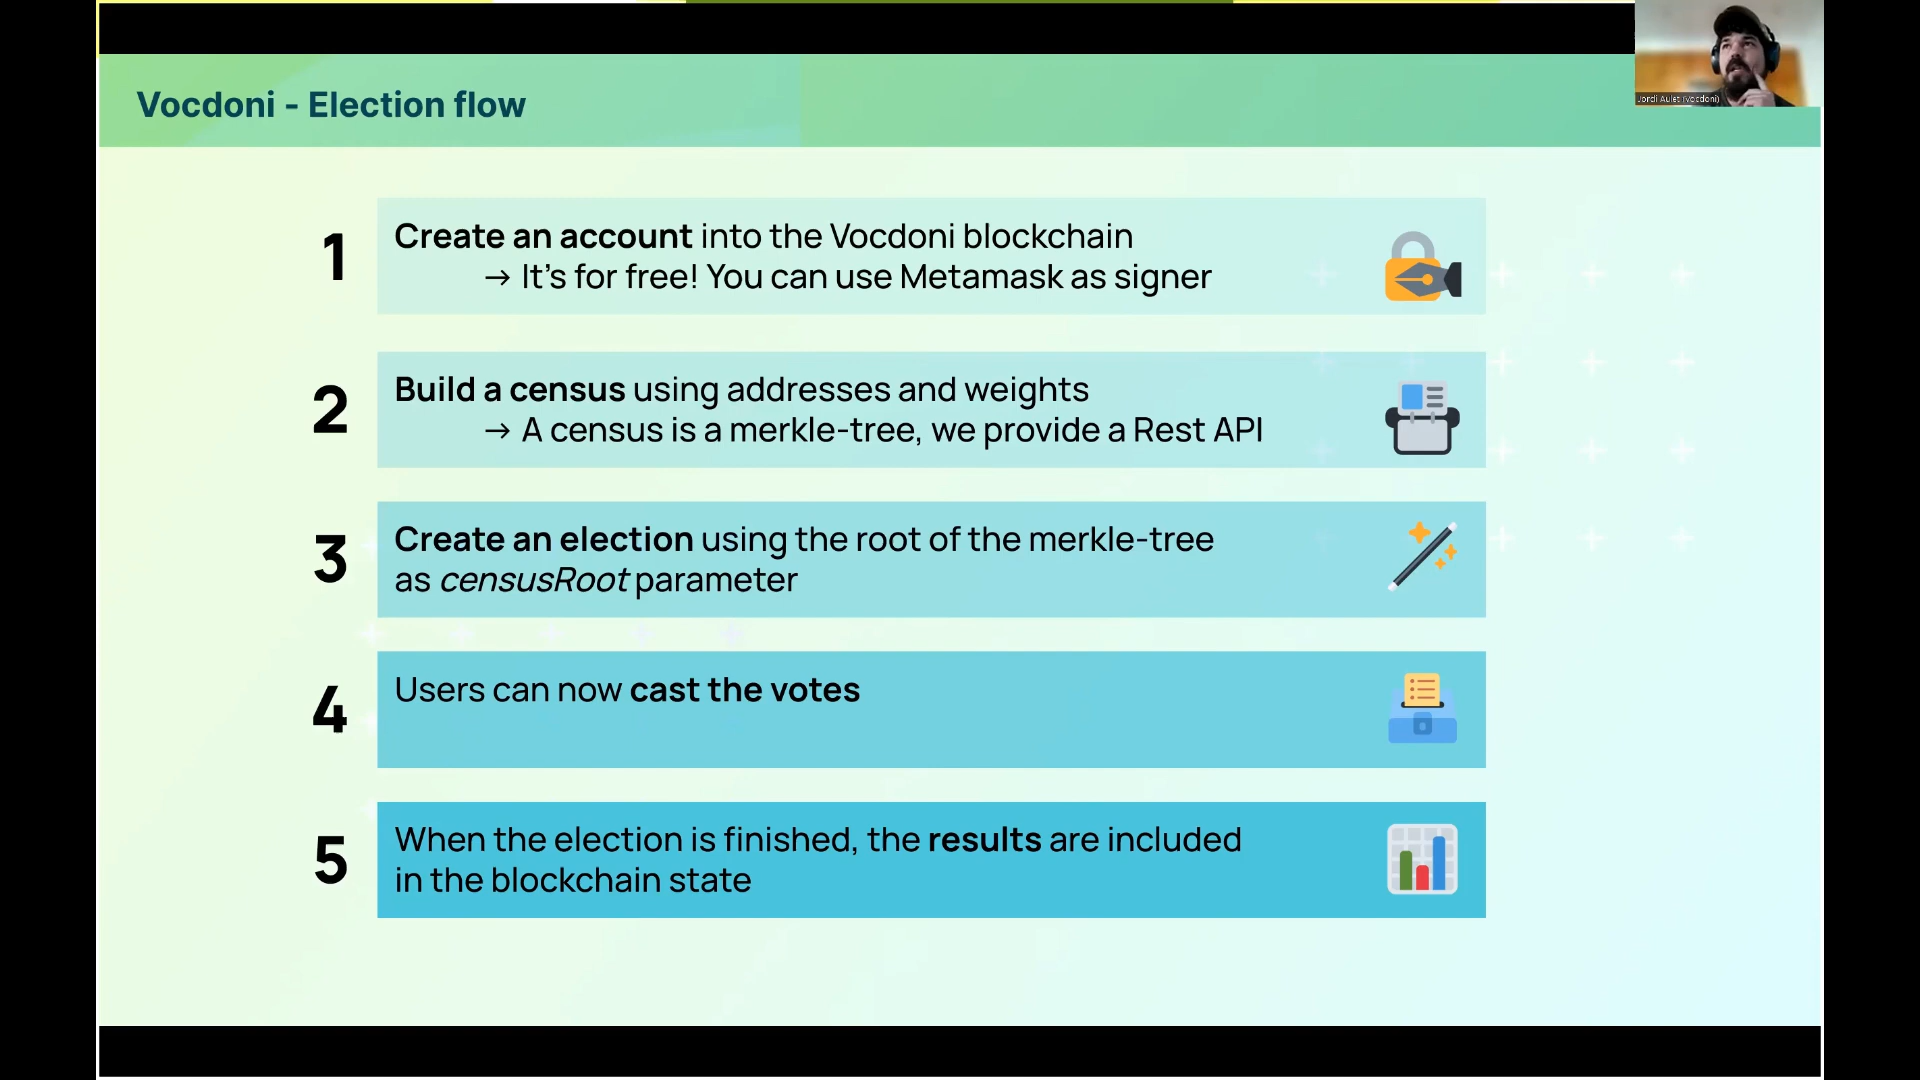 Vocdoni - Election flow
Jordi Aulet (Vocdoni)
1
Create an account into the Vocdoni blockchain
→ It's for free! You can use Metamask as signer
2
Build a census using addresses and weights
→ A census is a merkle-tree, we provide a Rest API
3
Create an election using the root of the merkle-tree
as censusRoot parameter
4
Users can now cast the votes
5
When the election is finished, the results are included
in the blockchain state